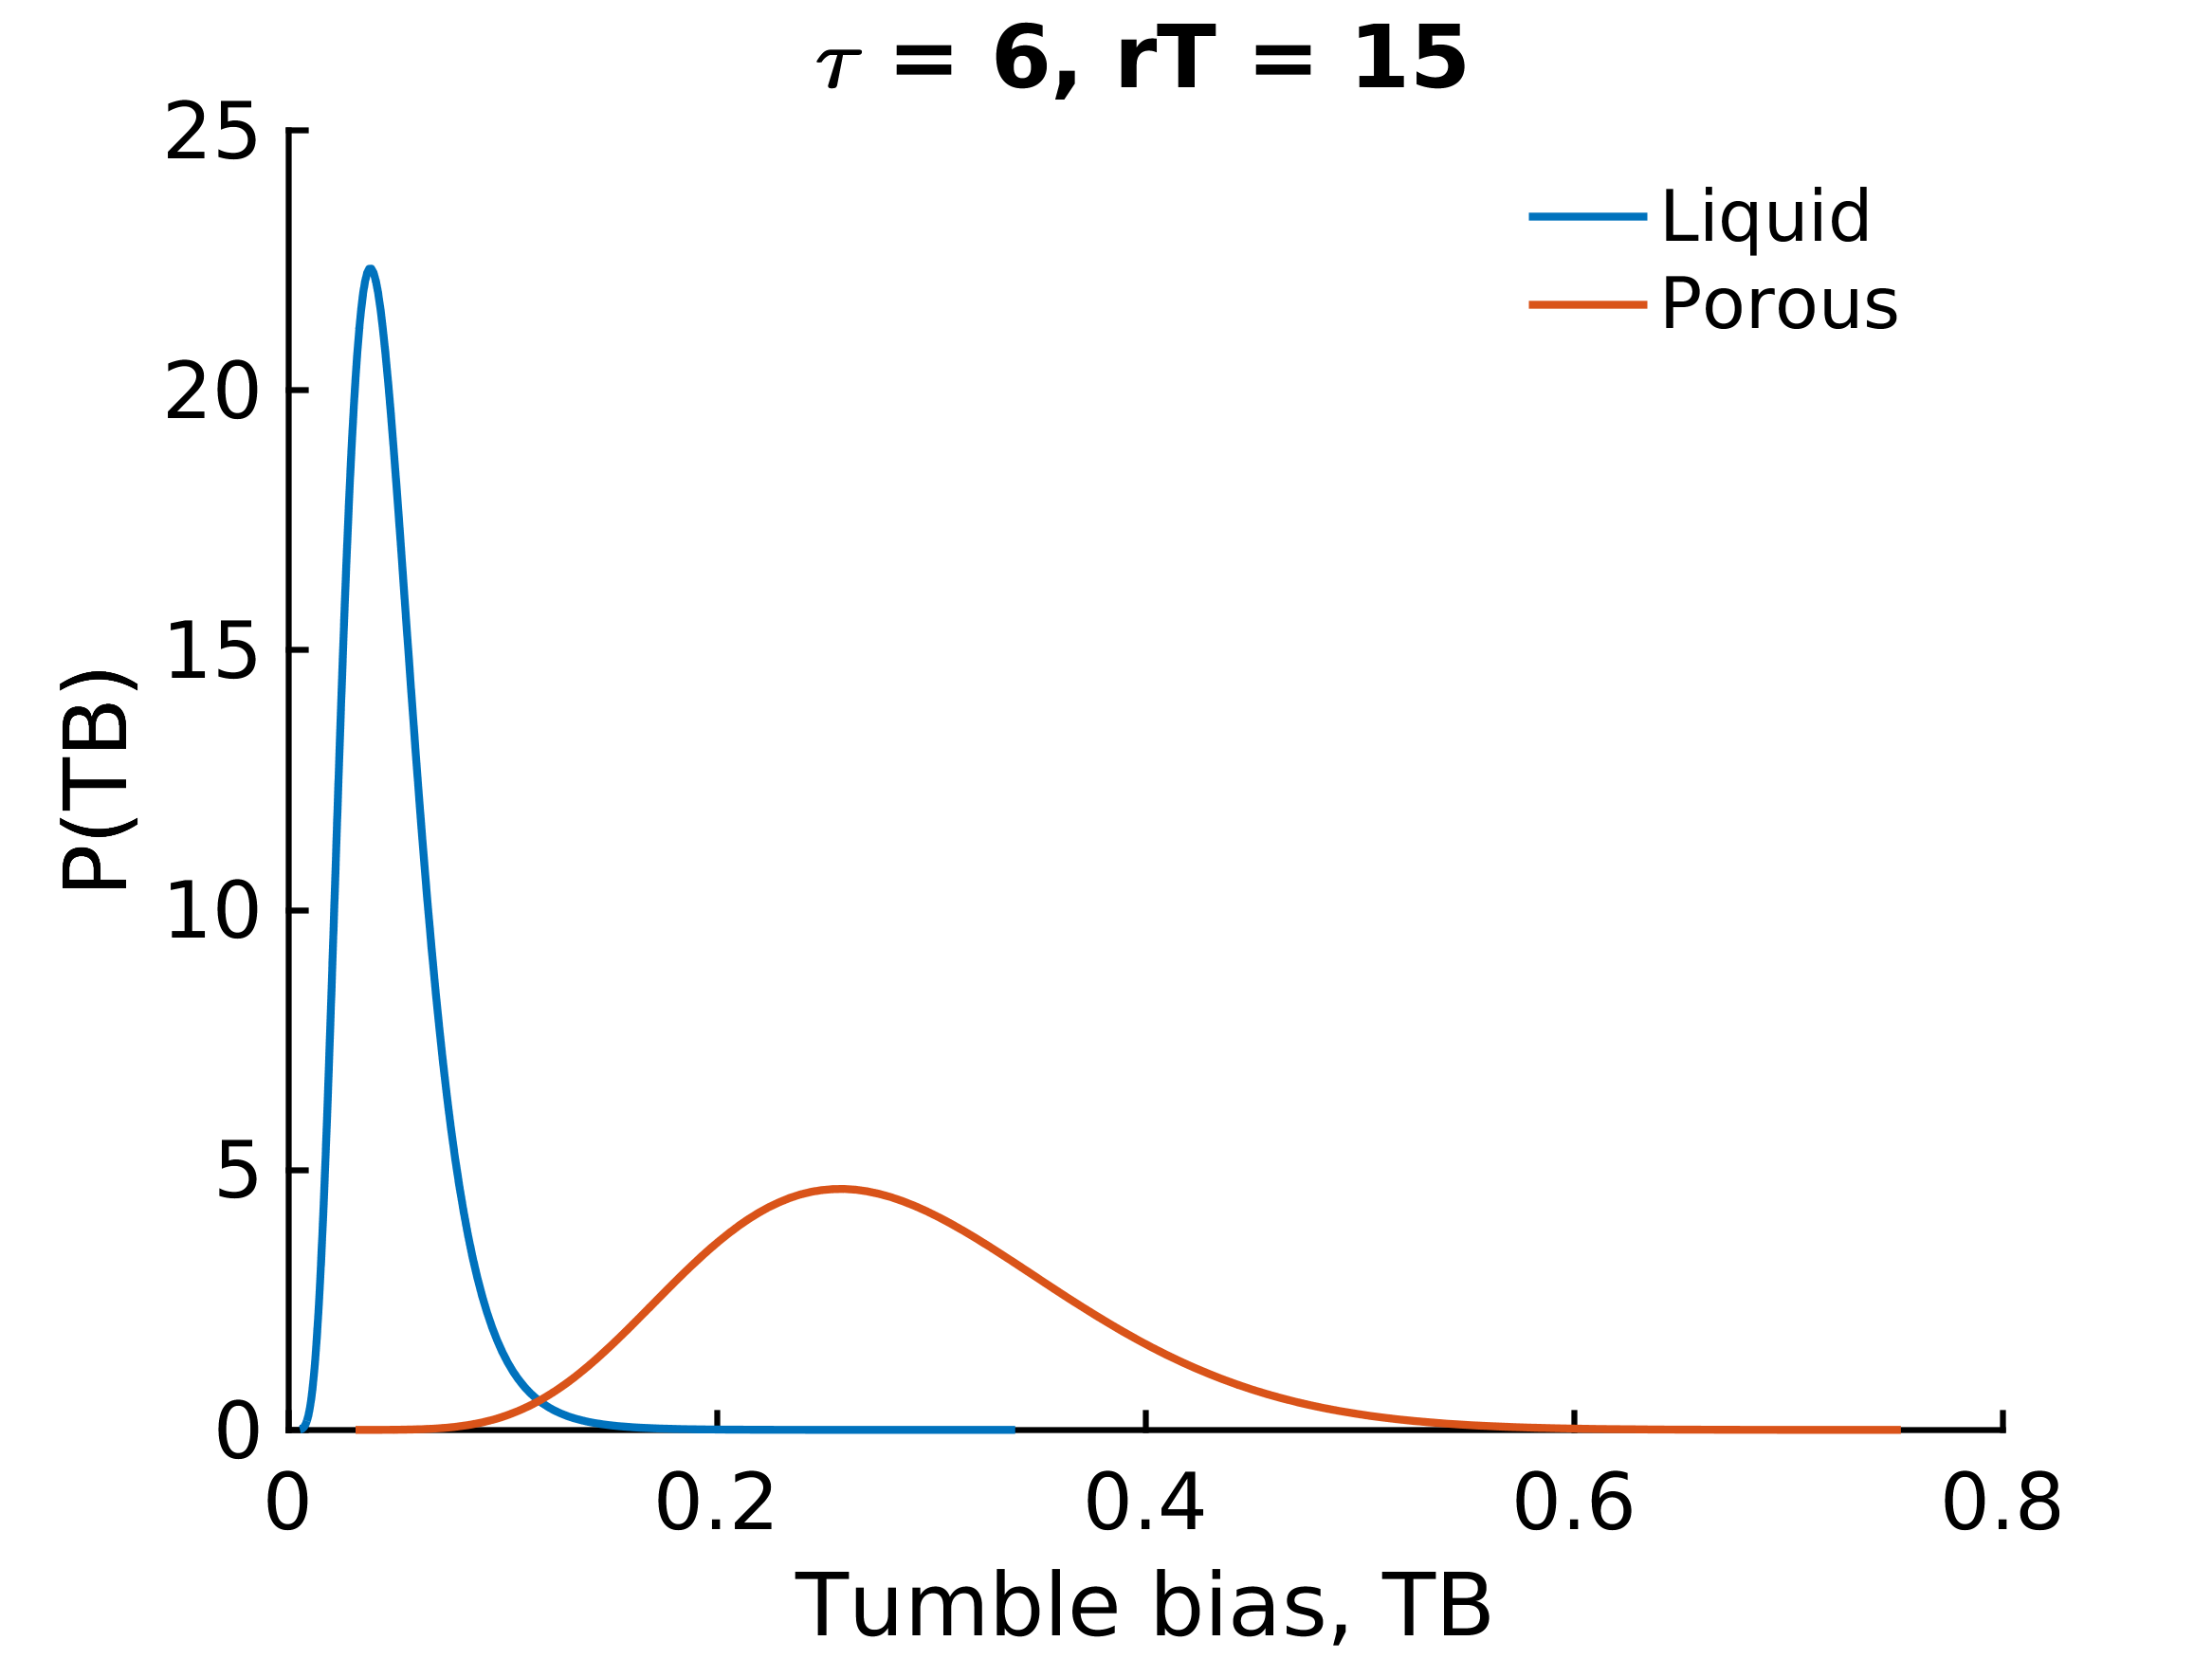 τ = 6, rT = 15
25
20
15
10
5
0
P(TB)
Liquid
Porous
0 0.2 0.4 0.6 0.8
Tumble bias, TB